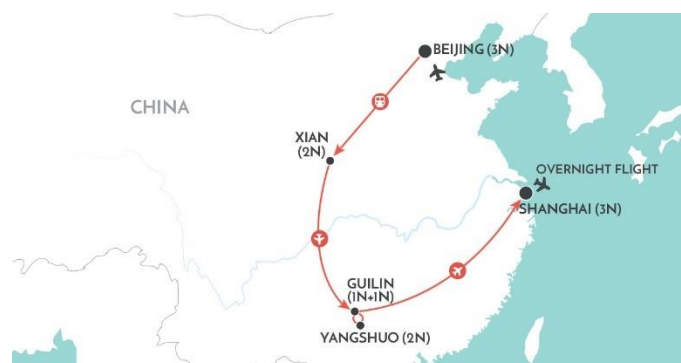 BEIJING (3N)
CHINA
XIAN
(2N)
OVERNIGHT FLIGHT
SHANGHAI (3N)
GUILIN
(1N+1N)
YANGSHUO (2N)